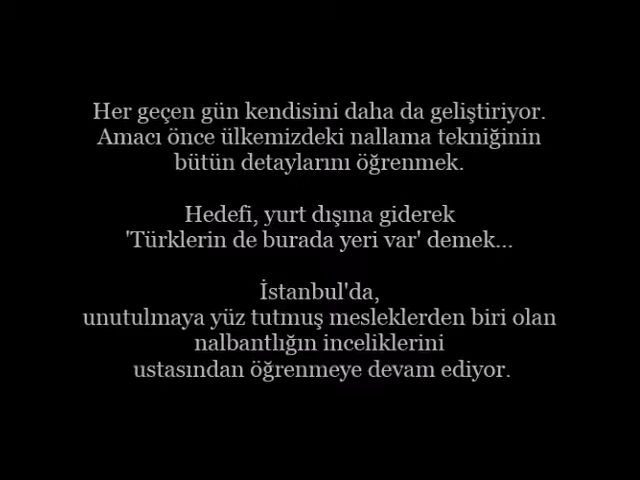 Her geçen gün kendisini daha da geliştiriyor.
Amacı önce ülkemizdeki nallama tekniğinin
bütün detaylarını öğrenmek.
Hedefi, yurt dışına giderek
'Türklerin de burada yeri var' demek...
İstanbul'da,
unutulmaya yüz tutmuş mesleklerden biri olan
nalbantlığın inceliklerini
ustasından öğrenmeye devam ediyor.